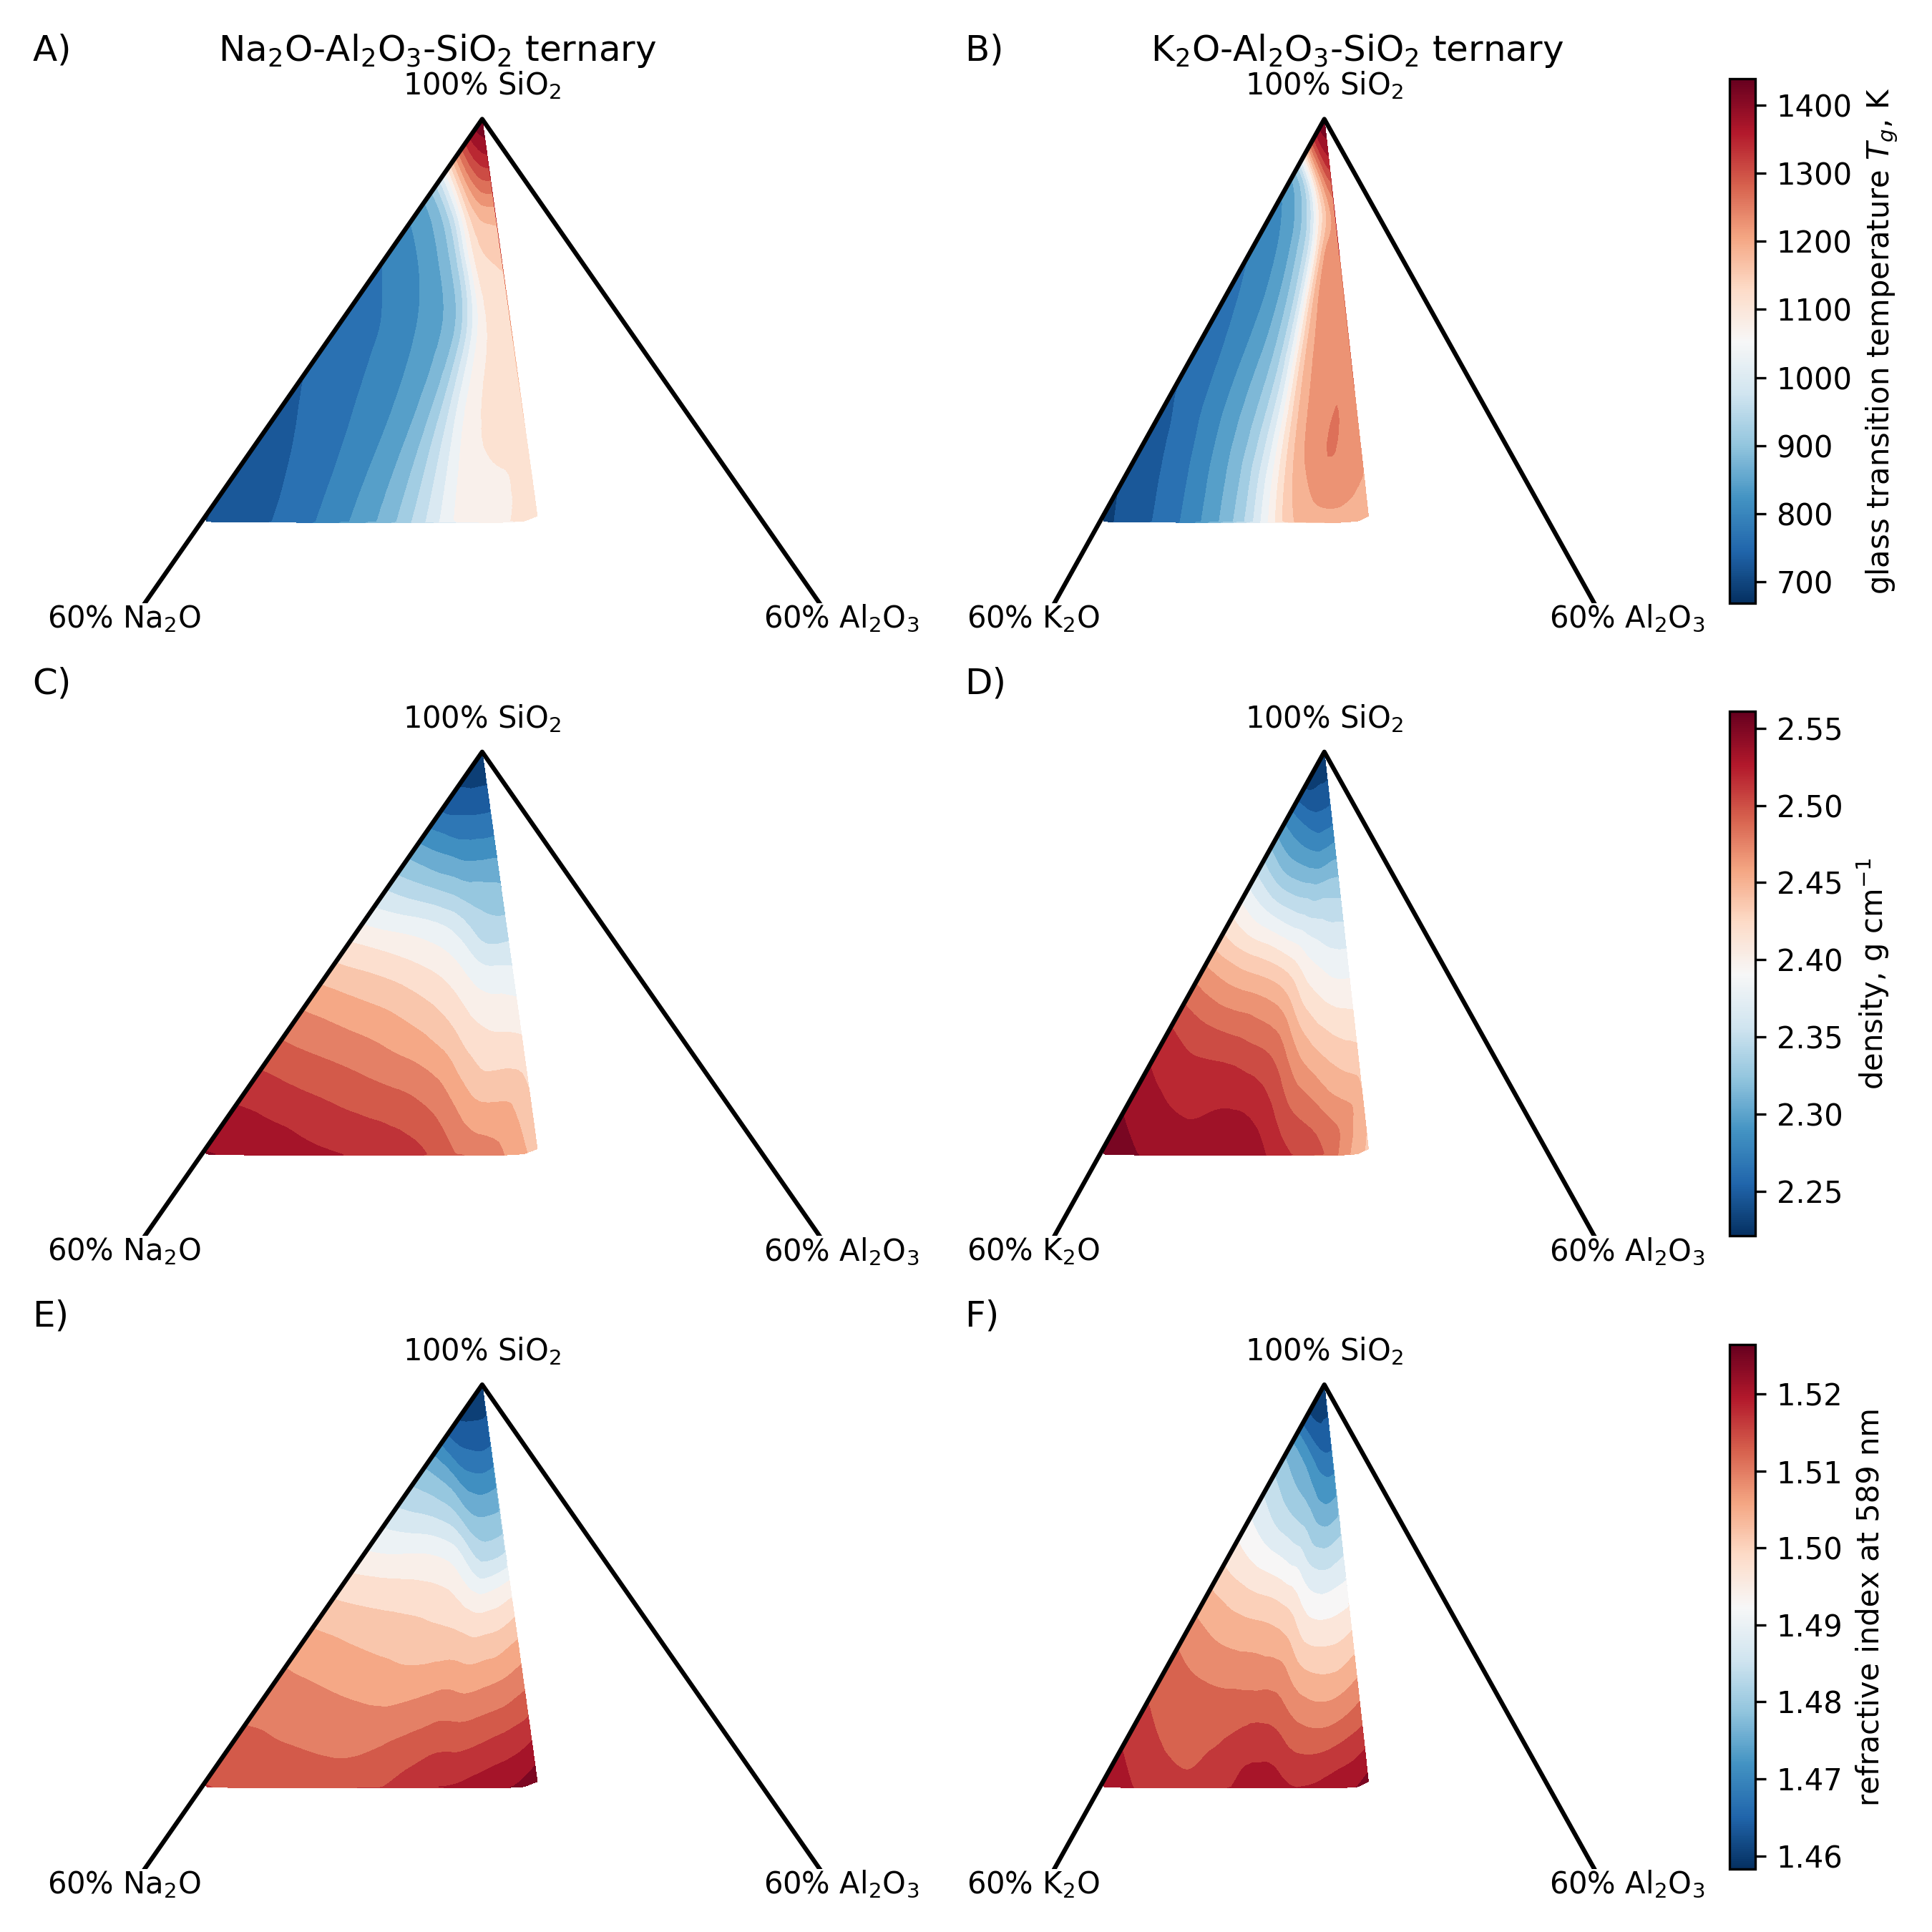 A)
Na₂O-Al₂O₃-SiO₂ ternary
100% SiO₂
60% Na₂O
60% Al₂O₃
B)
K₂O-Al₂O₃-SiO₂ ternary
100% SiO₂
60% K₂O
60% Al₂O₃
1400
1300
1200
1100
1000
900
800
700
glass transition temperature Tg, K
C)
100% SiO₂
60% Na₂O
60% Al₂O₃
D)
100% SiO₂
60% K₂O
60% Al₂O₃
2.55
2.50
2.45
2.40
2.35
2.30
2.25
density, g cm⁻¹
E)
100% SiO₂
60% Na₂O
60% Al₂O₃
F)
100% SiO₂
60% K₂O
60% Al₂O₃
1.52
1.51
1.50
1.49
1.48
1.47
1.46
refractive index at 589 nm